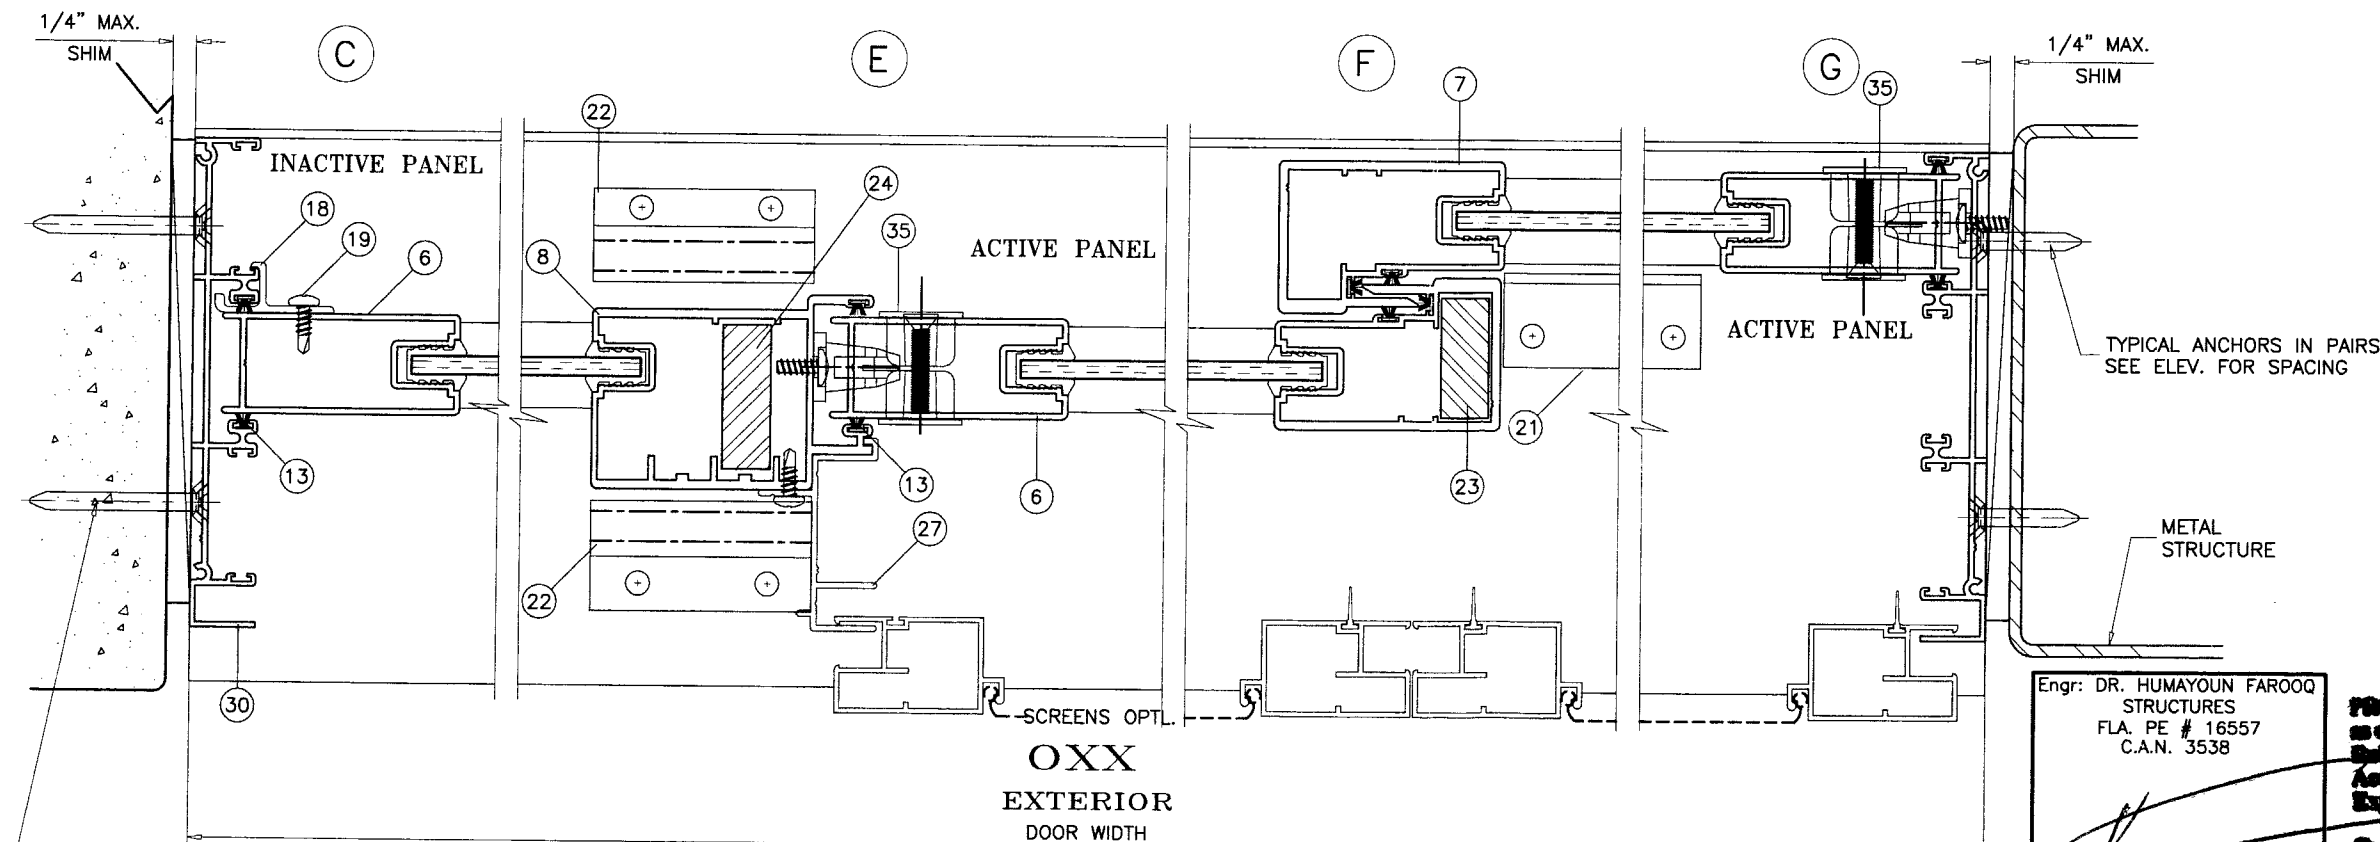 1/4" MAX.
SHIM
C
E
F
G
1/4" MAX.
SHIM
7
35
22
INACTIVE PANEL
24
18
35
19
6
8
ACTIVE PANEL
ACTIVE PANEL
TYPICAL ANCHORS IN PAIRS
SEE ELEV. FOR SPACING
21
13
13
6
23
27
METAL
STRUCTURE
22
30
SCREENS OPTL.
OXX
EXTERIOR
DOOR WIDTH
Engr: DR. HUMAYOUN FAROOQ
STRUCTURES
FLA. PE # 16557
C.A.N. 3538